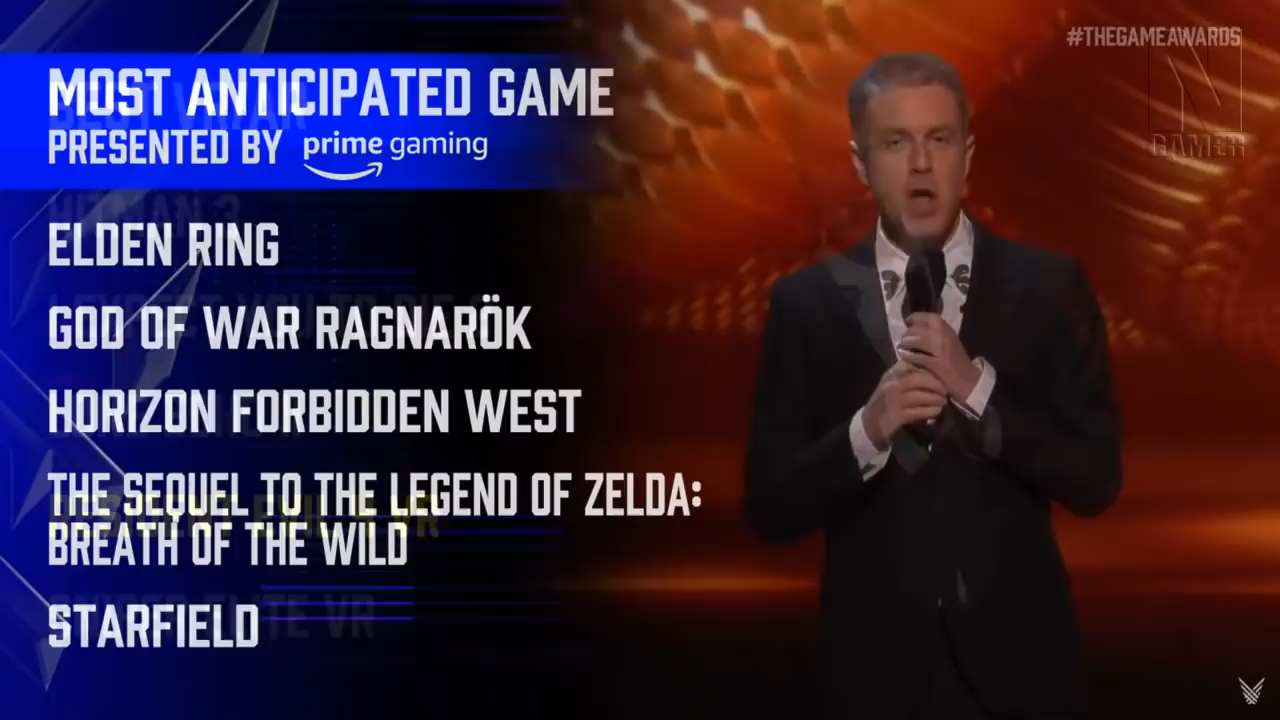 #THEGAMEAWARDS
MOST ANTICIPATED GAME
PRESENTED BY prime gaming
N
GAMER
ELDEN RING
GOD OF WAR RAGNARÖK
HORIZON FORBIDDEN WEST
THE SEQUEL TO THE LEGEND OF ZELDA:
BREATH OF THE WILD
STARFIELD